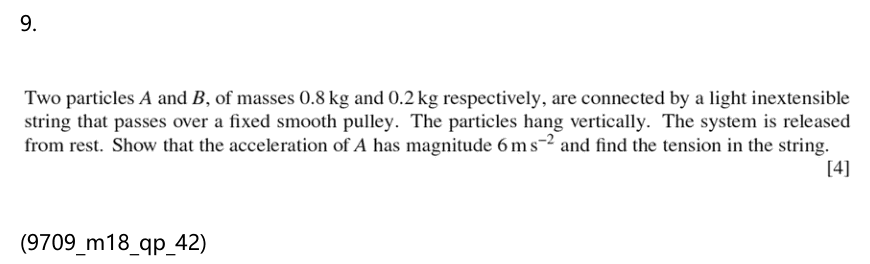 9.
Two particles A and B, of masses 0.8 kg and 0.2 kg respectively, are connected by a light inextensible
string that passes over a fixed smooth pulley. The particles hang vertically. The system is released
from rest. Show that the acceleration of A has magnitude 6 m s⁻² and find the tension in the string.
[4]
(9709_m18_qp_42)